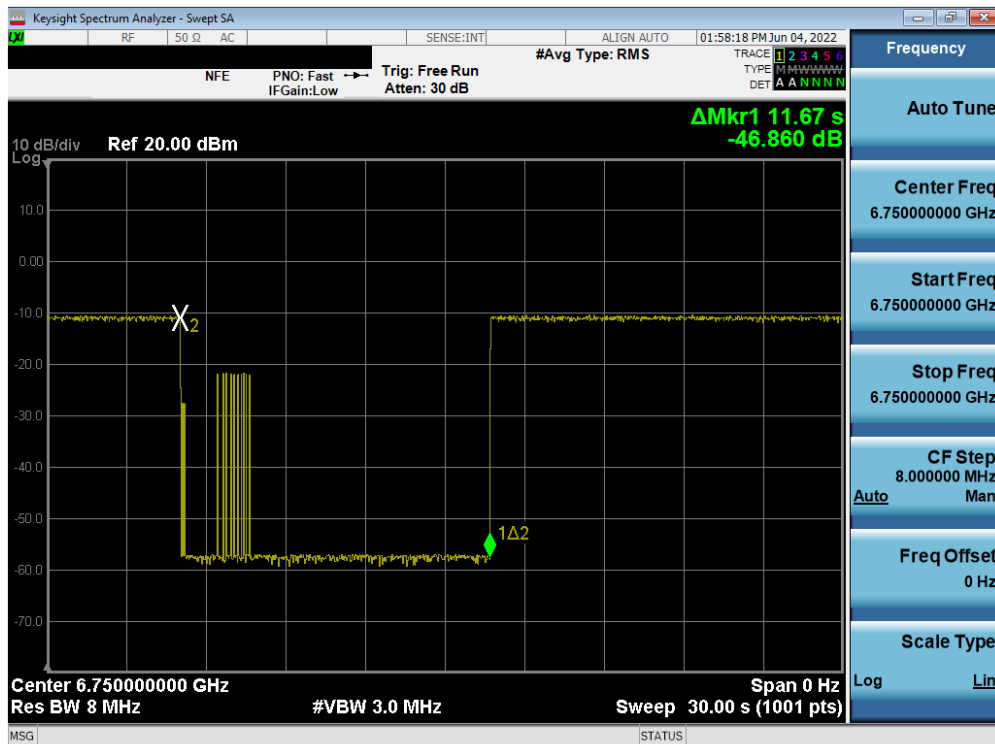 Keysight Spectrum Analyzer - Swept SA
LXI RF 50 Ω AC SENSE:INT ALIGN AUTO 01:58:18 PM Jun 04, 2022
Frequency
#Avg Type: RMS
TRACE 1 2 3 4 5 6
NFE PNO: Fast Trig: Free Run
TYPE M M W W W W
IFGain:Low Atten: 30 dB
DET A A N N N N
Auto Tune
ΔMkr1 11.67 s
-46.860 dB
10 dB/div Ref 20.00 dBm
Log
Center Freq
6.750000000 GHz
10.0
0.00
Start Freq
6.750000000 GHz
-10.0
2
-20.0
Stop Freq
6.750000000 GHz
-30.0
-40.0
CF Step
8.000000 MHz
Auto Man
-50.0
1Δ2
-60.0
Freq Offset
0 Hz
-70.0
Scale Type
Log Lin
Center 6.750000000 GHz Span 0 Hz
Res BW 8 MHz #VBW 3.0 MHz Sweep 30.00 s (1001 pts)
MSG STATUS